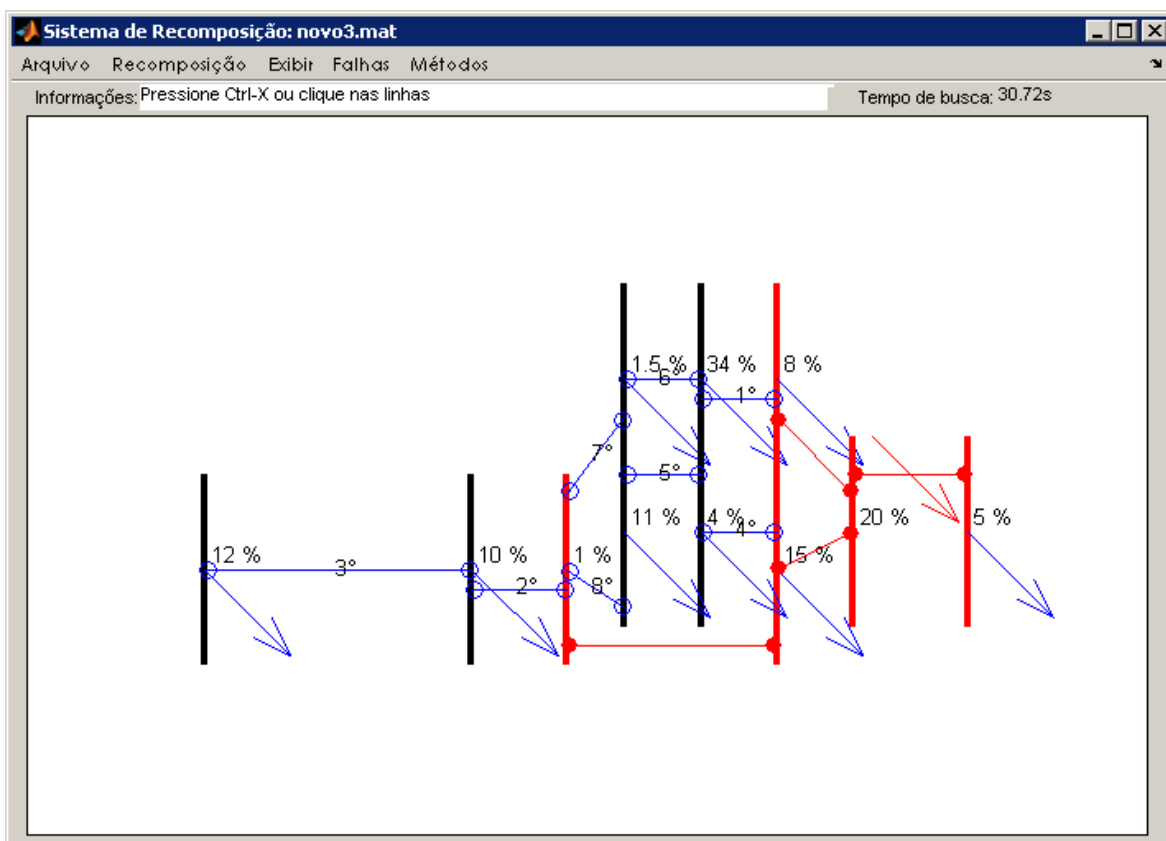 Sistema de Recomposição: novo3.mat
Arquivo Recomposição Exibir Falhas Métodos
Informações: Pressione Ctrl-X ou clique nas linhas Tempo de busca: 30.72s
1.5 % 34 % 8 %
6°
1°
7°
5°
11 % 4 % 20 % 5 %
4°
12 % 10 % 1 % 15 %
3°
2° 8°